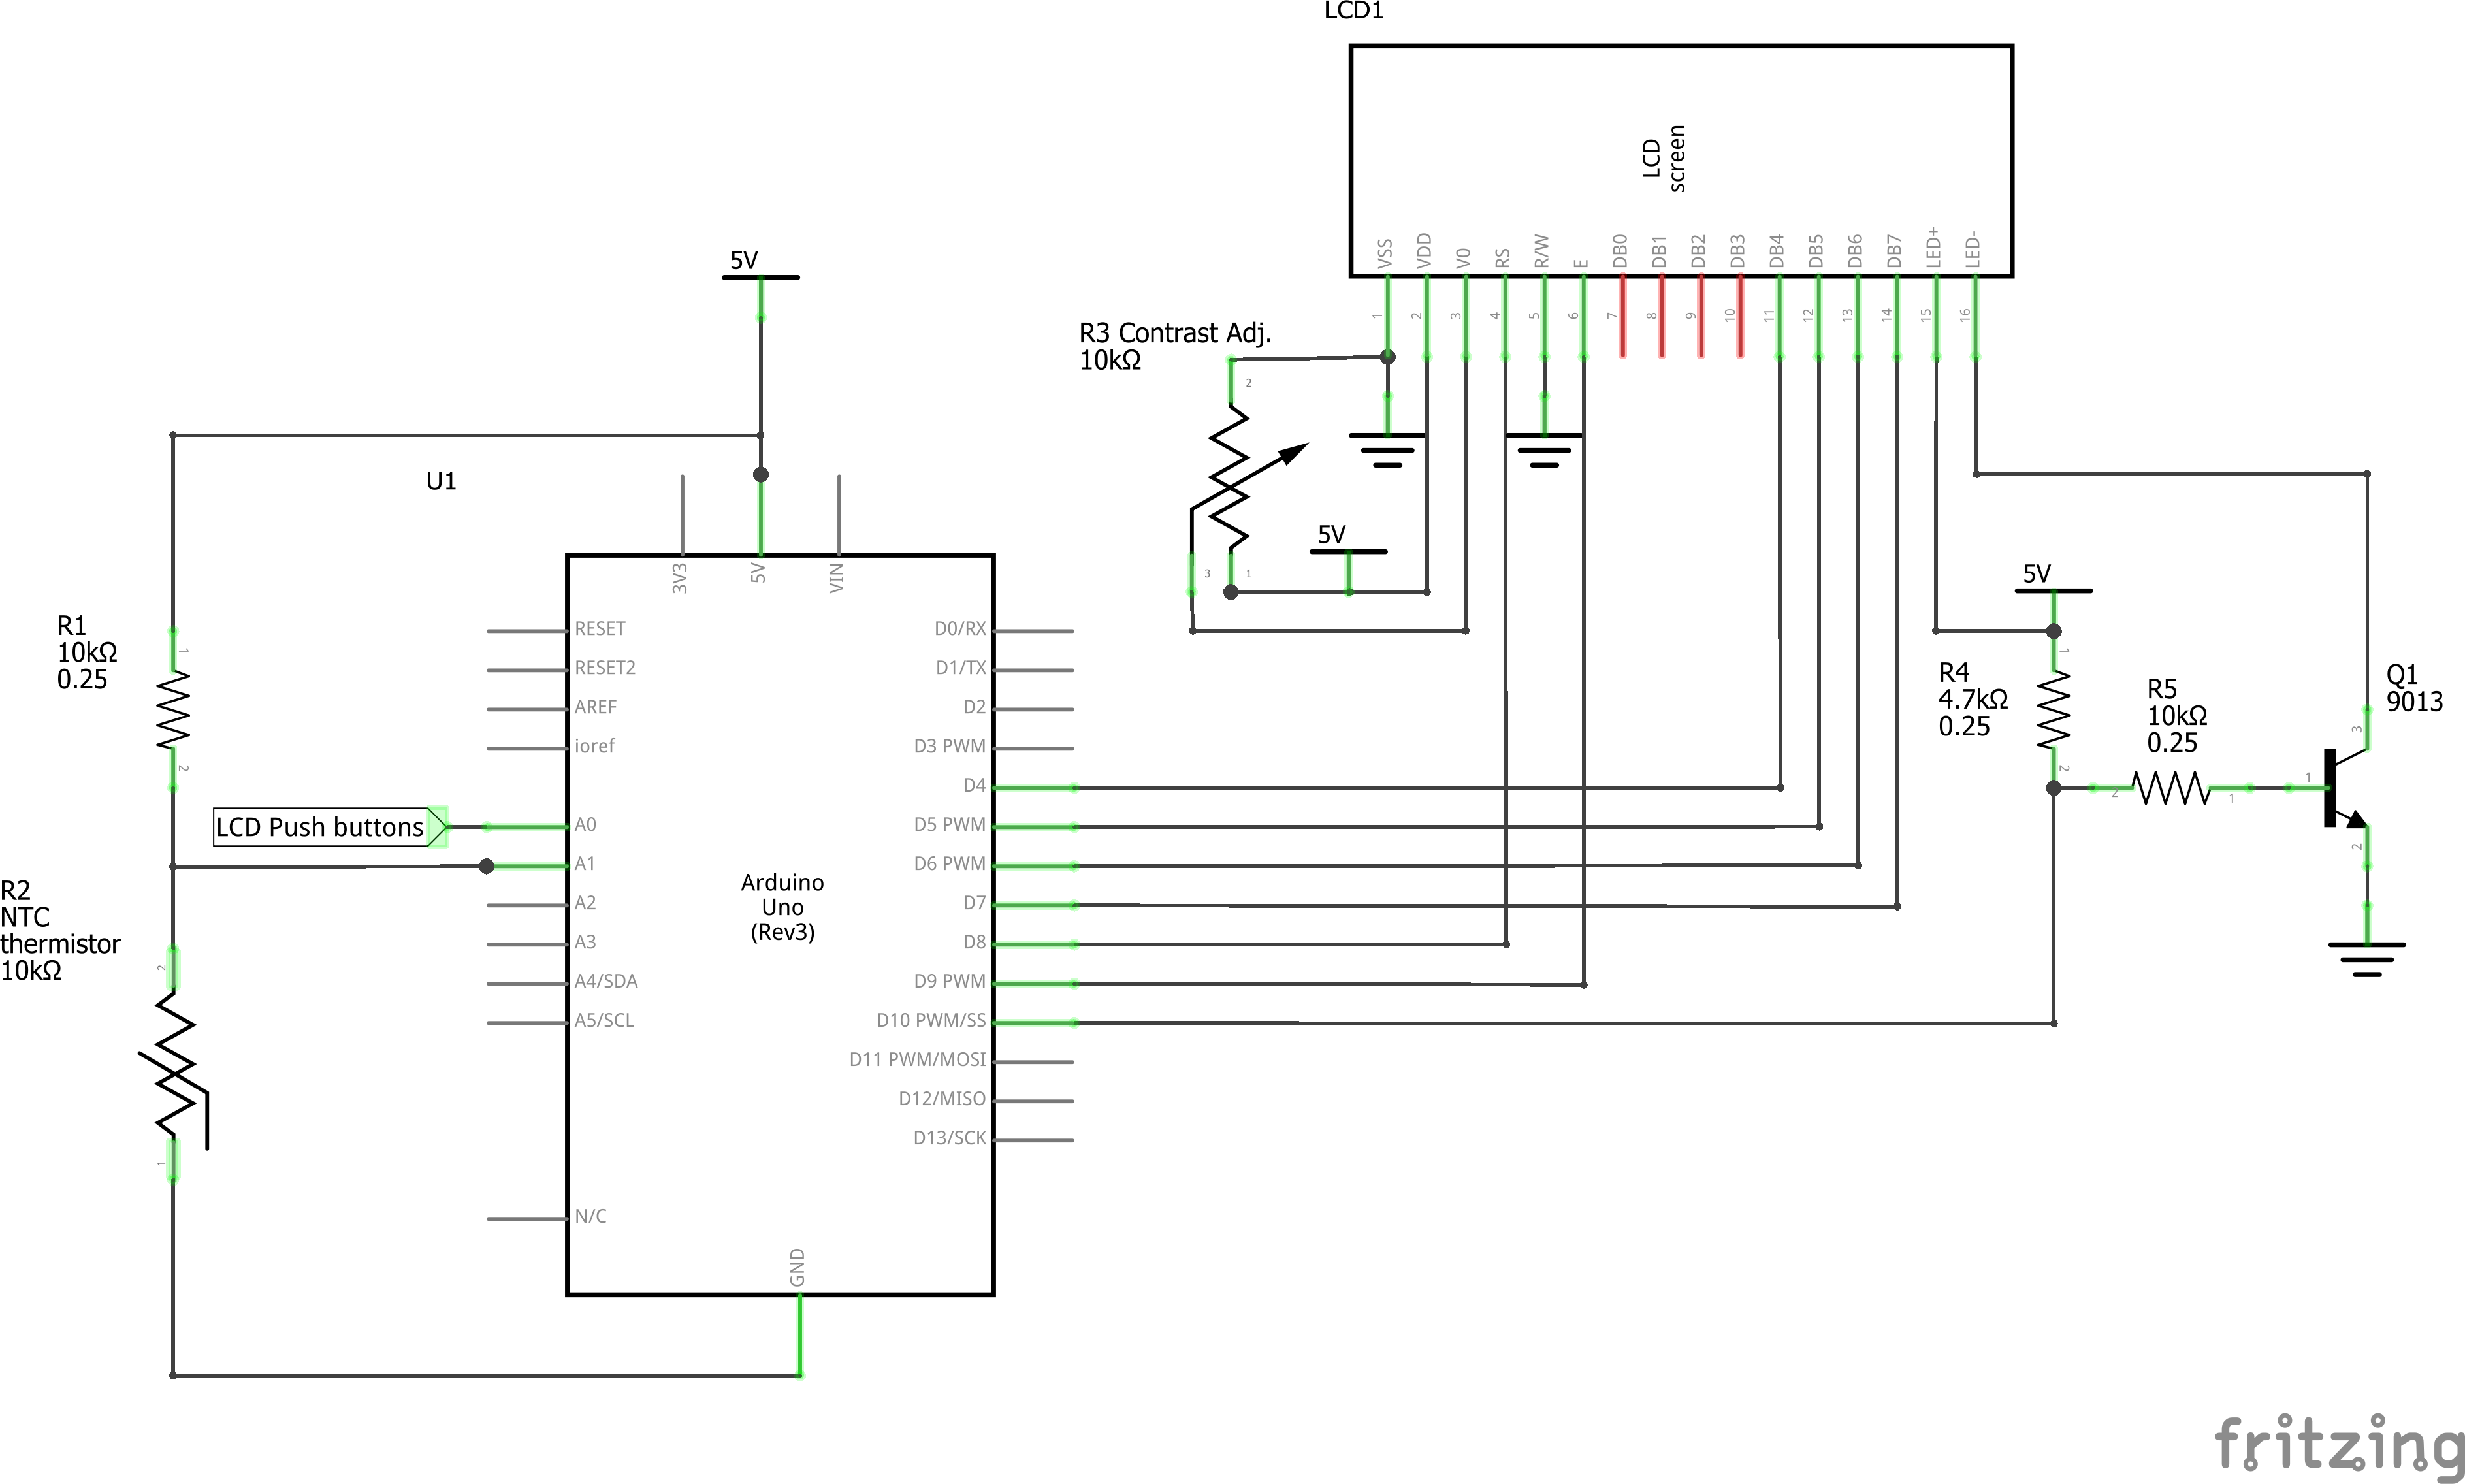 LCD1
LCD
screen
VSS
VDD
V0
RS
R/W
E
DB0
DB1
DB2
DB3
DB4
DB5
DB6
DB7
LED+
LED-
1
2
3
4
5
6
7
8
9
10
11
12
13
14
15
16
5V
R3 Contrast Adj.
10kΩ
2
3
1
5V
5V
U1
3V3
5V
VIN
R1
10kΩ
0.25
1
2
RESET
RESET2
AREF
ioref
LCD Push buttons
A0
A1
A2
A3
A4/SDA
A5/SCL
N/C
Arduino
Uno
(Rev3)
D0/RX
D1/TX
D2
D3 PWM
D4
D5 PWM
D6 PWM
D7
D8
D9 PWM
D10 PWM/SS
D11 PWM/MOSI
D12/MISO
D13/SCK
GND
R2
NTC
thermistor
10kΩ
2
1
R4
4.7kΩ
0.25
1
2
R5
10kΩ
0.25
2
1
Q1
9013
3
1
2
fritzing